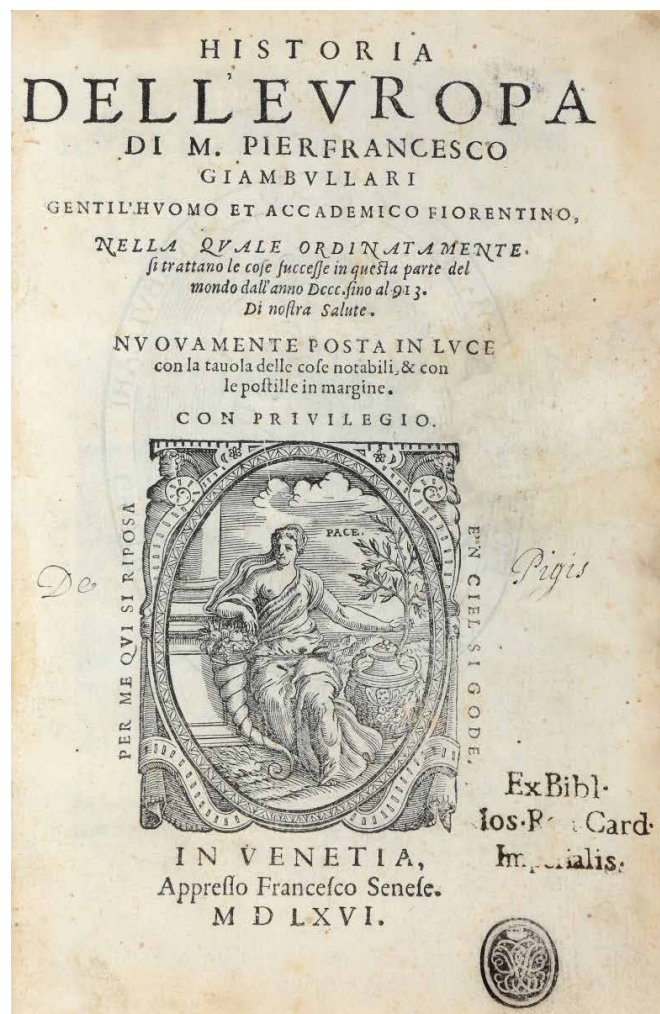 HISTORIA
DELL'EVROPA
DI M. PIERFRANCESCO
GIAMBVLLARI
GENTIL'HVOMO ET ACCADEMICO FIORENTINO,
NELLA QVALE ORDINATAMENTE.
ſi trattano le coſe ſucceſſe in queſta parte del
mondo dall'anno Dccc. ſino al 913.
Di noſtra Salute.
NVOVAMENTE POSTA IN LVCE
con la tauola delle coſe notabili, & con
le poſtille in margine.
CON PRIVILEGIO.
PER ME QVI SI RIPOSA
PACE.
E'N CIEL SI GODE.
De Pigis
Ex Bibl.
Ios. Card.
Imperialis.
IN VENETIA,
Appreſſo Franceſco Seneſe.
M D LXVI.